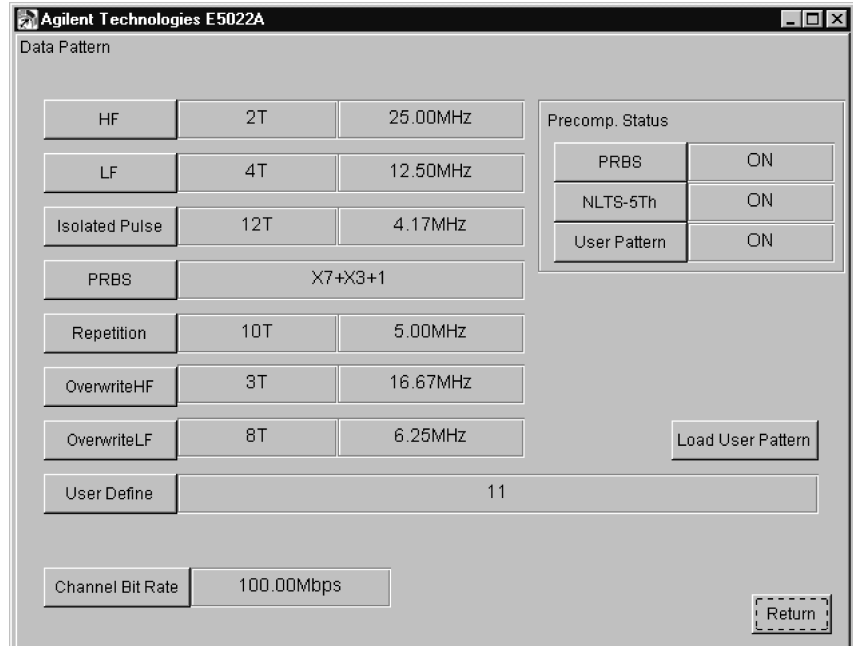 Agilent Technologies E5022A
Data Pattern
HF 2T 25.00MHz
LF 4T 12.50MHz
Isolated Pulse 12T 4.17MHz
PRBS X7+X3+1
Repetition 10T 5.00MHz
OverwriteHF 3T 16.67MHz
OverwriteLF 8T 6.25MHz
User Define 11
Channel Bit Rate 100.00Mbps
Precomp. Status
PRBS ON
NLTS-5Th ON
User Pattern ON
Load User Pattern
Return